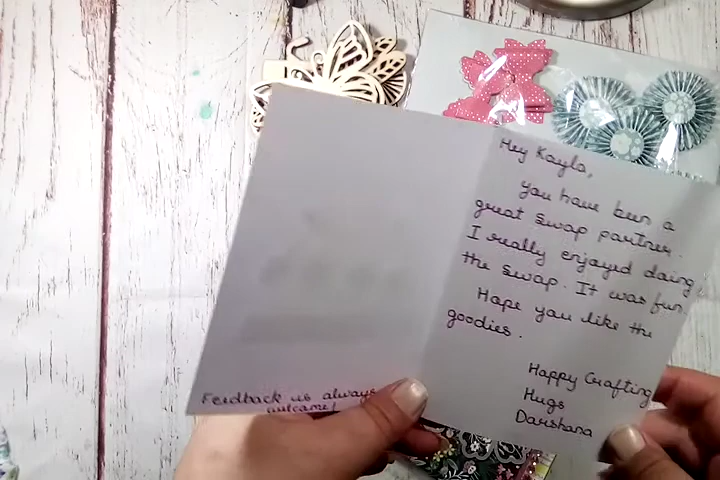 Hey Kayla,
You have been a
great Swap partner.
I really enjoyed doing
the Swap. It was fun.
Hope you like the
goodies.
Happy Crafting
Hugs
Darshana
Feedback is always
welcome!